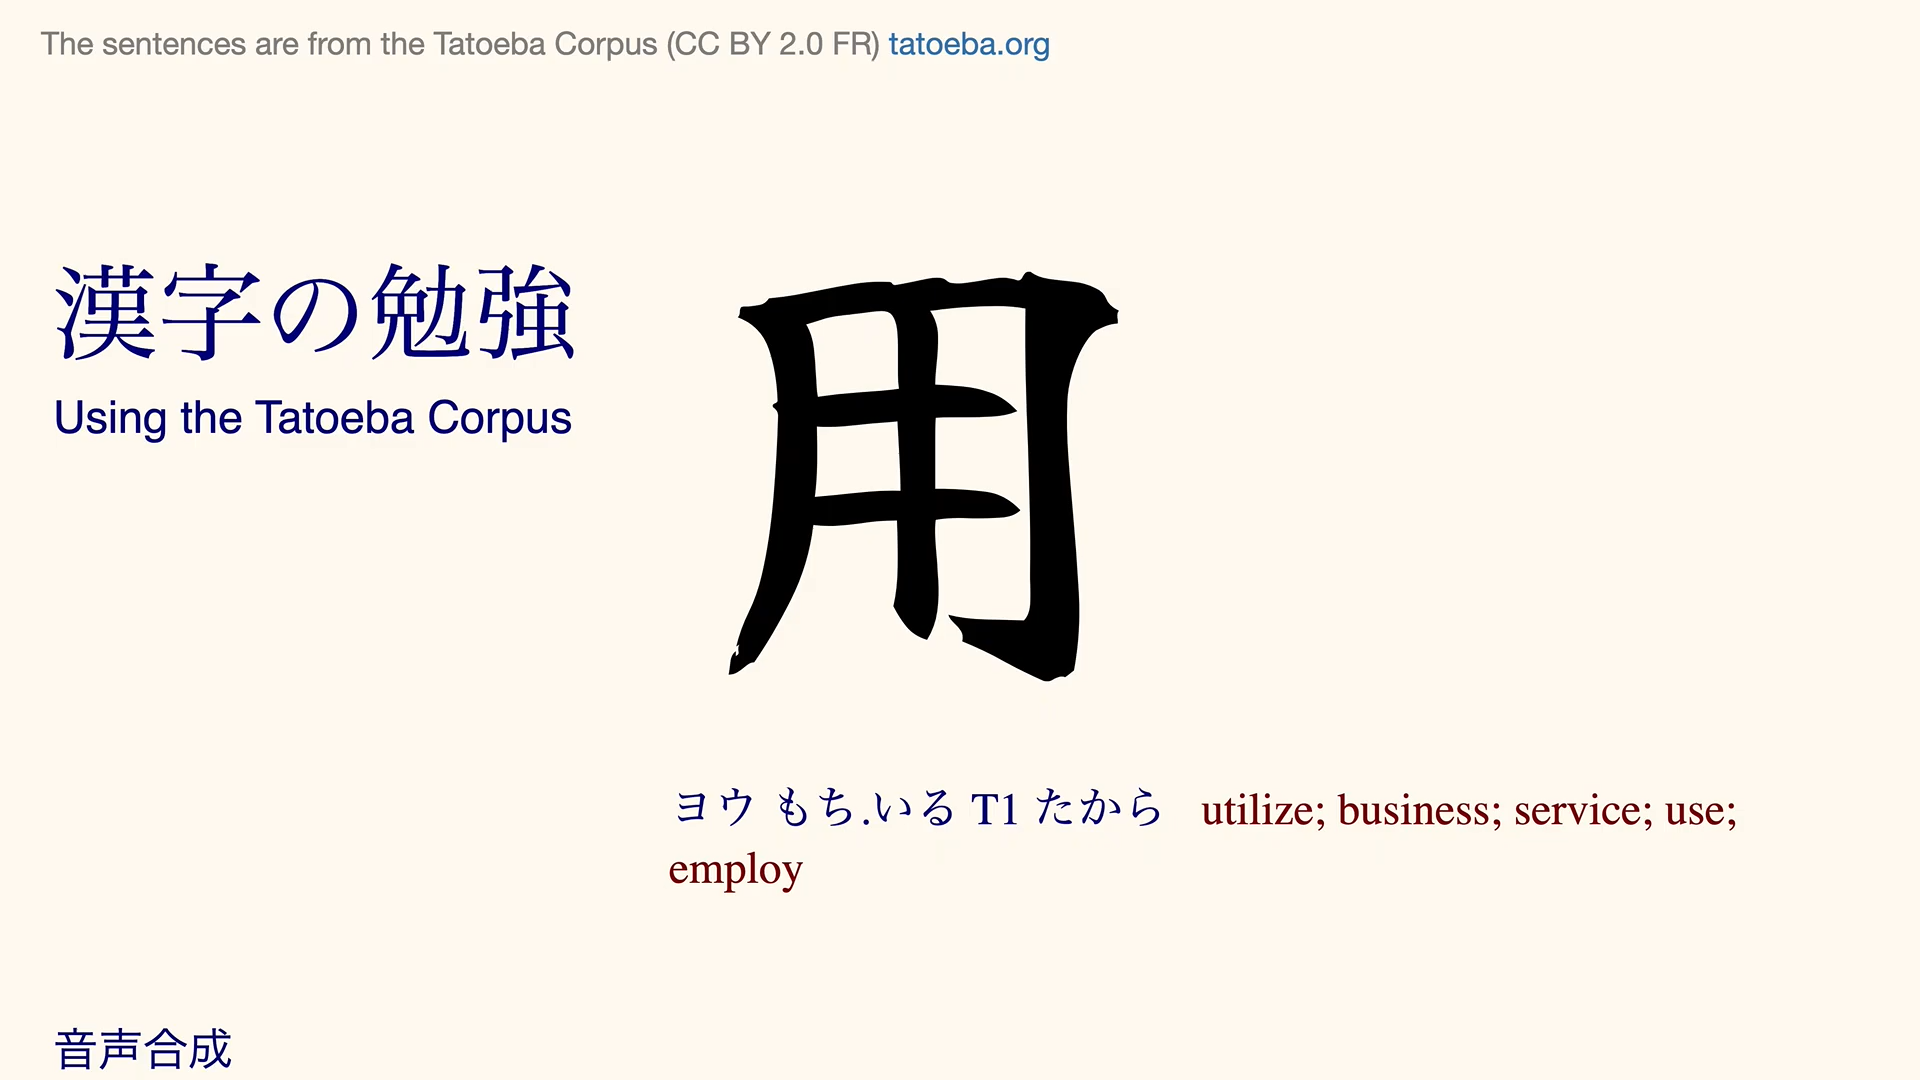 The sentences are from the Tatoeba Corpus (CC BY 2.0 FR) tatoeba.org
漢字の勉強
Using the Tatoeba Corpus
用
ヨウ もち.いる T1 たから utilize; business; service; use;
employ
音声合成